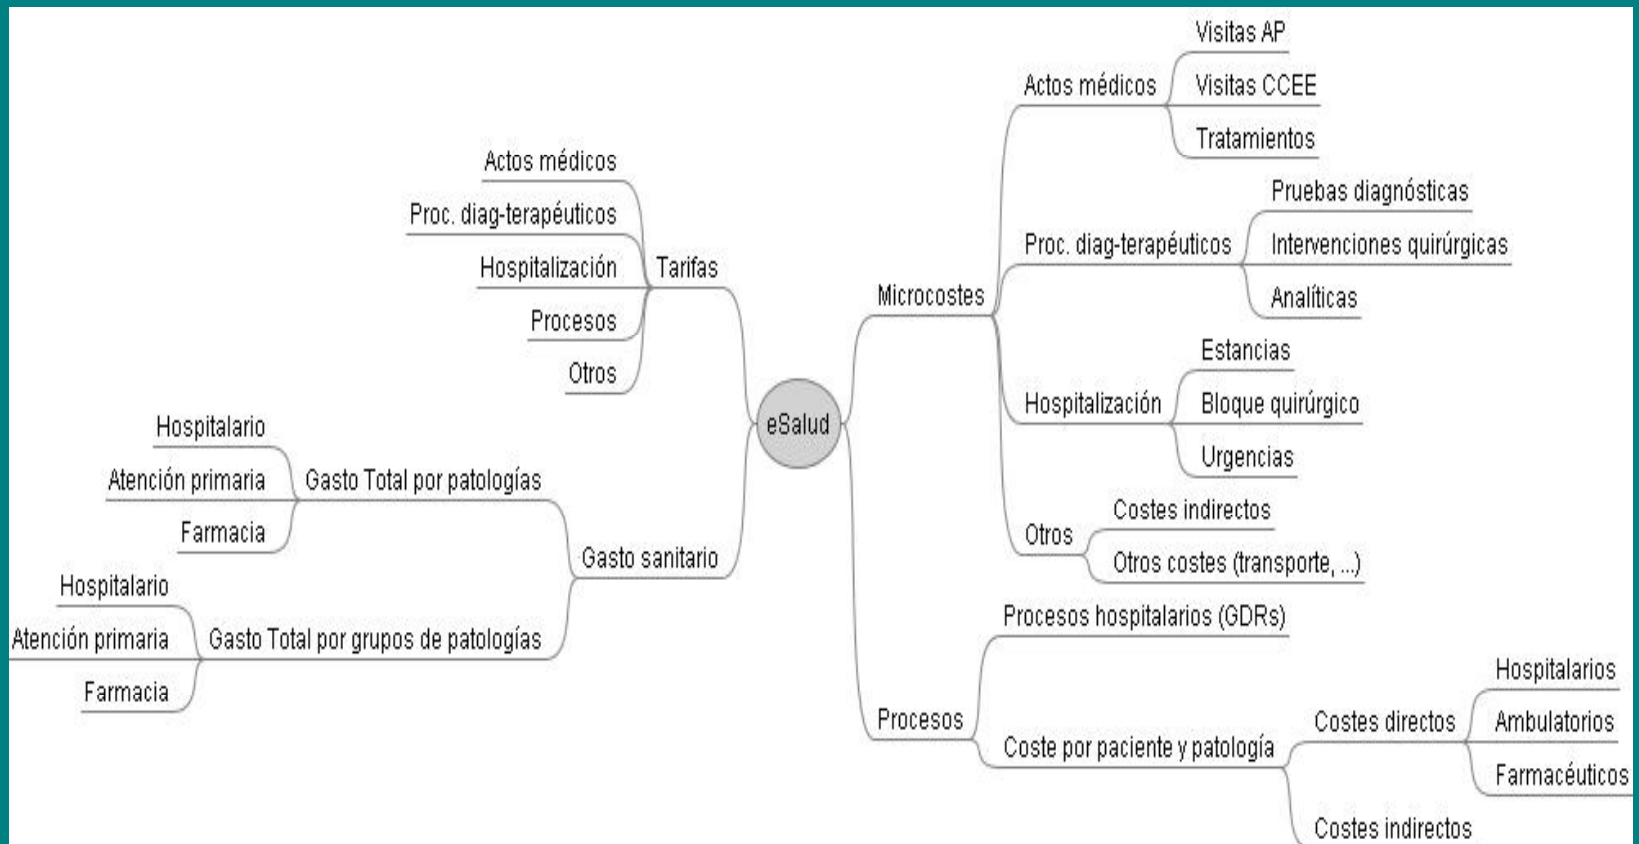 eSalud
Tarifas
Actos médicos
Proc. diag-terapéuticos
Hospitalización
Procesos
Otros
Gasto sanitario
Gasto Total por patologías
Hospitalario
Atención primaria
Farmacia
Gasto Total por grupos de patologías
Hospitalario
Atención primaria
Farmacia
Microcostes
Actos médicos
Visitas AP
Visitas CCEE
Tratamientos
Proc. diag-terapéuticos
Pruebas diagnósticas
Intervenciones quirúrgicas
Analíticas
Hospitalización
Estancias
Bloque quirúrgico
Urgencias
Otros
Costes indirectos
Otros costes (transporte, ...)
Procesos
Procesos hospitalarios (GDRs)
Coste por paciente y patología
Costes directos
Hospitalarios
Ambulatorios
Farmacéuticos
Costes indirectos